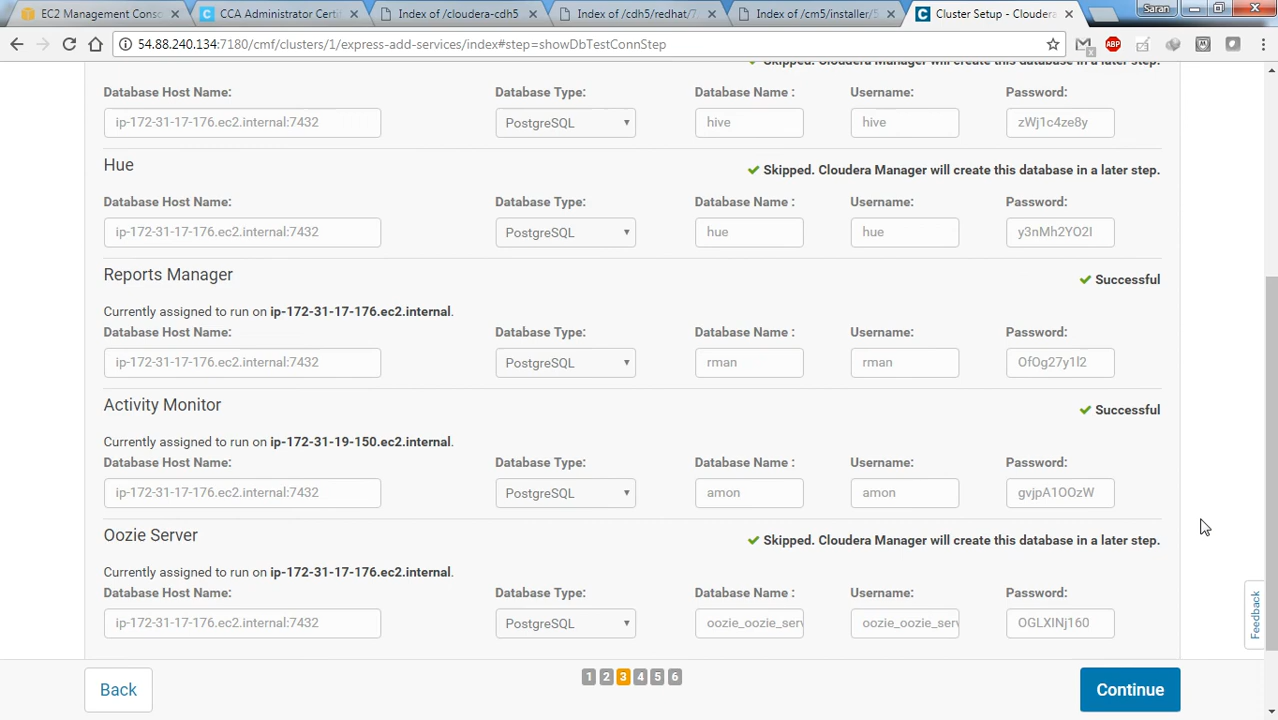 EC2 Management Consc
CCA Administrator Certi
Index of /cloudera-cdh5
Index of /cdh5/redhat/7
Index of /cm5/installer/5
Cluster Setup - Cloudera
Saran
54.88.240.134:7180/cmf/clusters/1/express-add-services/index#step=showDbTestConnStep
ABP
Skipped. Cloudera Manager will create this database in a later step.
Database Host Name: Database Type: Database Name : Username: Password:
ip-172-31-17-176.ec2.internal:7432 PostgreSQL hive hive zWj1c4ze8y
Hue
Skipped. Cloudera Manager will create this database in a later step.
Database Host Name: Database Type: Database Name : Username: Password:
ip-172-31-17-176.ec2.internal:7432 PostgreSQL hue hue y3nMh2YO2I
Reports Manager
Successful
Currently assigned to run on ip-172-31-17-176.ec2.internal.
Database Host Name: Database Type: Database Name : Username: Password:
ip-172-31-17-176.ec2.internal:7432 PostgreSQL rman rman OfOg27y1l2
Activity Monitor
Successful
Currently assigned to run on ip-172-31-19-150.ec2.internal.
Database Host Name: Database Type: Database Name : Username: Password:
ip-172-31-17-176.ec2.internal:7432 PostgreSQL amon amon gvjpA1OOzW
Oozie Server
Skipped. Cloudera Manager will create this database in a later step.
Currently assigned to run on ip-172-31-17-176.ec2.internal.
Database Host Name: Database Type: Database Name : Username: Password:
ip-172-31-17-176.ec2.internal:7432 PostgreSQL oozie_oozie_serv oozie_oozie_serv OGLXINj160
Feedback
Back
1 2 3 4 5 6
Continue